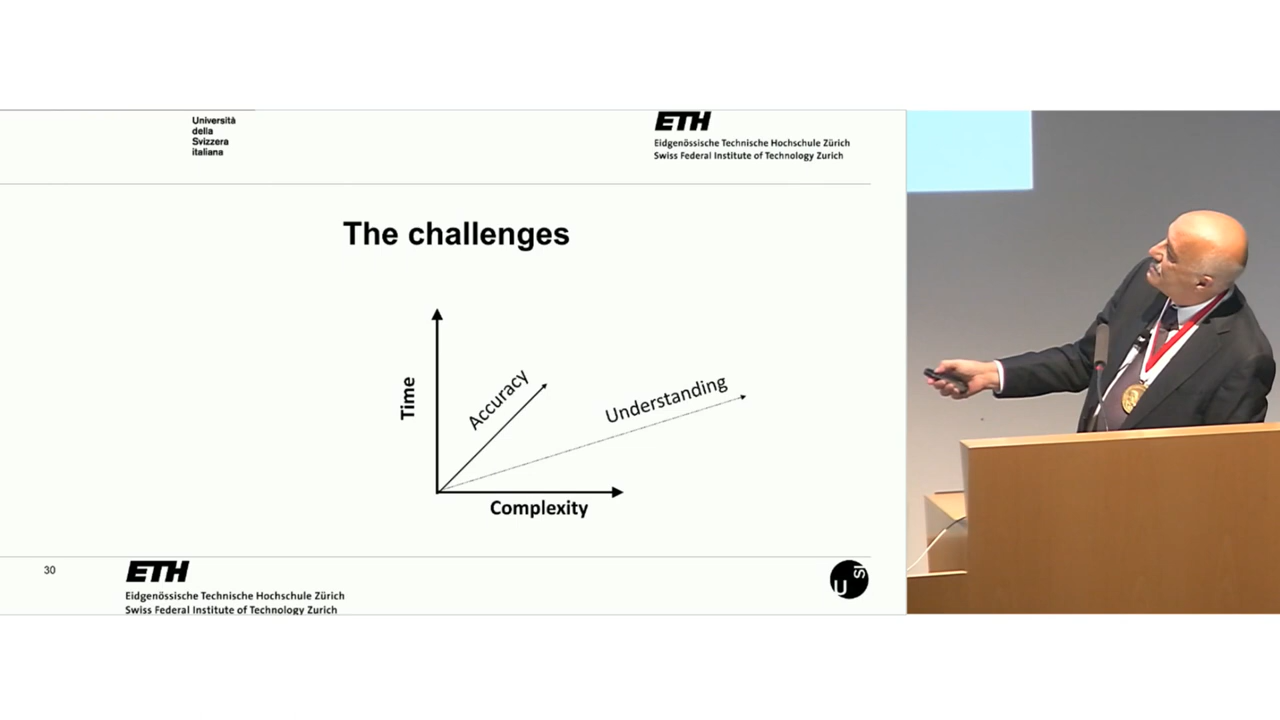 Università
della
Svizzera
italiana
ETH
Eidgenössische Technische Hochschule Zürich
Swiss Federal Institute of Technology Zurich
The challenges
Time
Accuracy
Understanding
Complexity
30
ETH
Eidgenössische Technische Hochschule Zürich
Swiss Federal Institute of Technology Zurich
U
SI